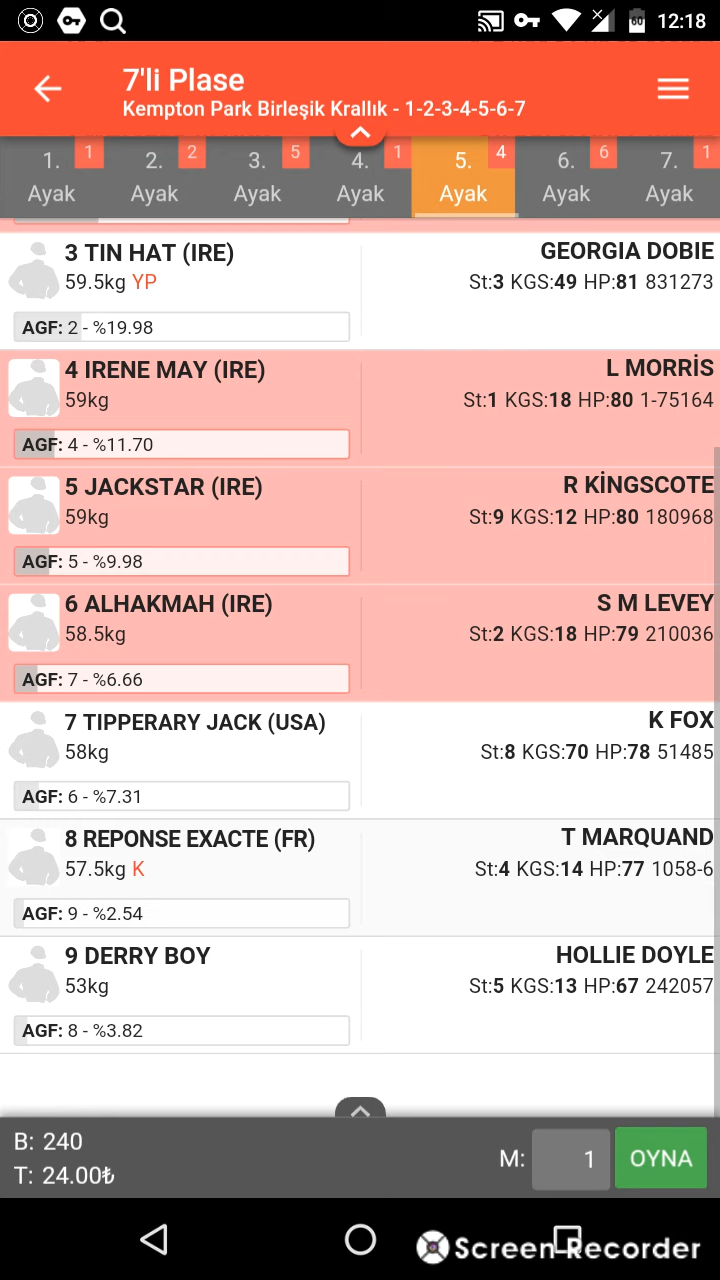 60 12:18
7'li Plase
Kempton Park Birleşik Krallık - 1-2-3-4-5-6-7
1. 1 2. 2 3. 5 4. 1 5. 4 6. 6 7. 1
Ayak Ayak Ayak Ayak Ayak Ayak Ayak
3 TIN HAT (IRE) GEORGIA DOBIE
59.5kg YP St:3 KGS:49 HP:81 831273
AGF: 2 - %19.98
4 IRENE MAY (IRE) L MORRİS
59kg St:1 KGS:18 HP:80 1-75164
AGF: 4 - %11.70
5 JACKSTAR (IRE) R KİNGSCOTE
59kg St:9 KGS:12 HP:80 180968
AGF: 5 - %9.98
6 ALHAKMAH (IRE) S M LEVEY
58.5kg St:2 KGS:18 HP:79 210036
AGF: 7 - %6.66
7 TIPPERARY JACK (USA) K FOX
58kg St:8 KGS:70 HP:78 51485
AGF: 6 - %7.31
8 REPONSE EXACTE (FR) T MARQUAND
57.5kg K St:4 KGS:14 HP:77 1058-6
AGF: 9 - %2.54
9 DERRY BOY HOLLIE DOYLE
53kg St:5 KGS:13 HP:67 242057
AGF: 8 - %3.82
B: 240
T: 24.00₺
M: 1 OYNA
Screen Recorder